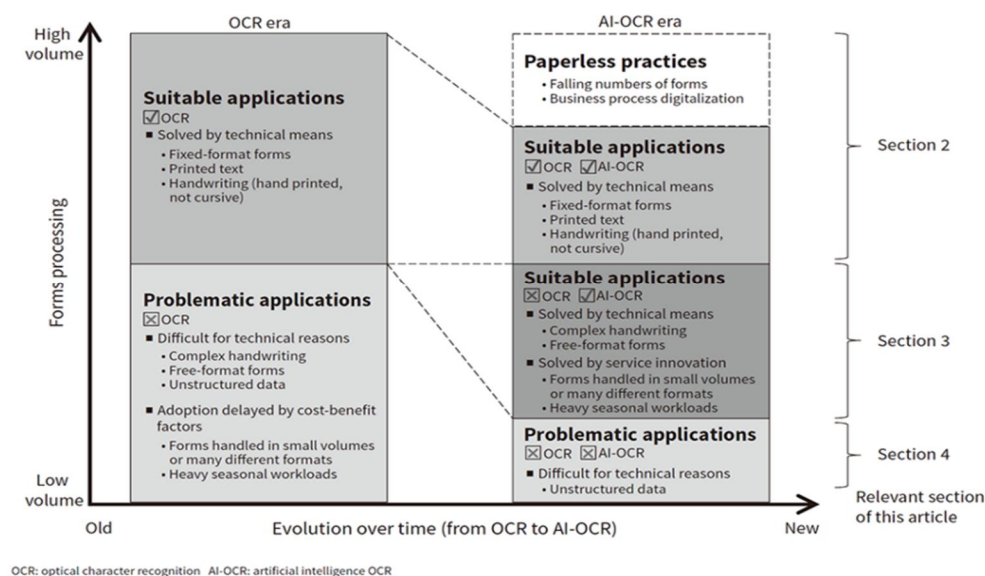 OCR era
AI-OCR era
High
volume
Forms processing
Low
volume
Suitable applications
☑OCR
■ Solved by technical means
• Fixed-format forms
• Printed text
• Handwriting (hand printed,
not cursive)
Problematic applications
☒OCR
■ Difficult for technical reasons
• Complex handwriting
• Free-format forms
• Unstructured data
■ Adoption delayed by cost-benefit
factors
• Forms handled in small volumes
or many different formats
• Heavy seasonal workloads
Paperless practices
• Falling numbers of forms
• Business process digitalization
Suitable applications
☑OCR ☑AI-OCR
■ Solved by technical means
• Fixed-format forms
• Printed text
• Handwriting (hand printed,
not cursive)
Suitable applications
☒OCR ☑AI-OCR
■ Solved by technical means
• Complex handwriting
• Free-format forms
■ Solved by service innovation
• Forms handled in small volumes
or many different formats
• Heavy seasonal workloads
Problematic applications
☒OCR ☒AI-OCR
■ Difficult for technical reasons
• Unstructured data
Section 2
Section 3
Section 4
Relevant section
of this article
Old
Evolution over time (from OCR to AI-OCR)
New
OCR: optical character recognition AI-OCR: artificial intelligence OCR